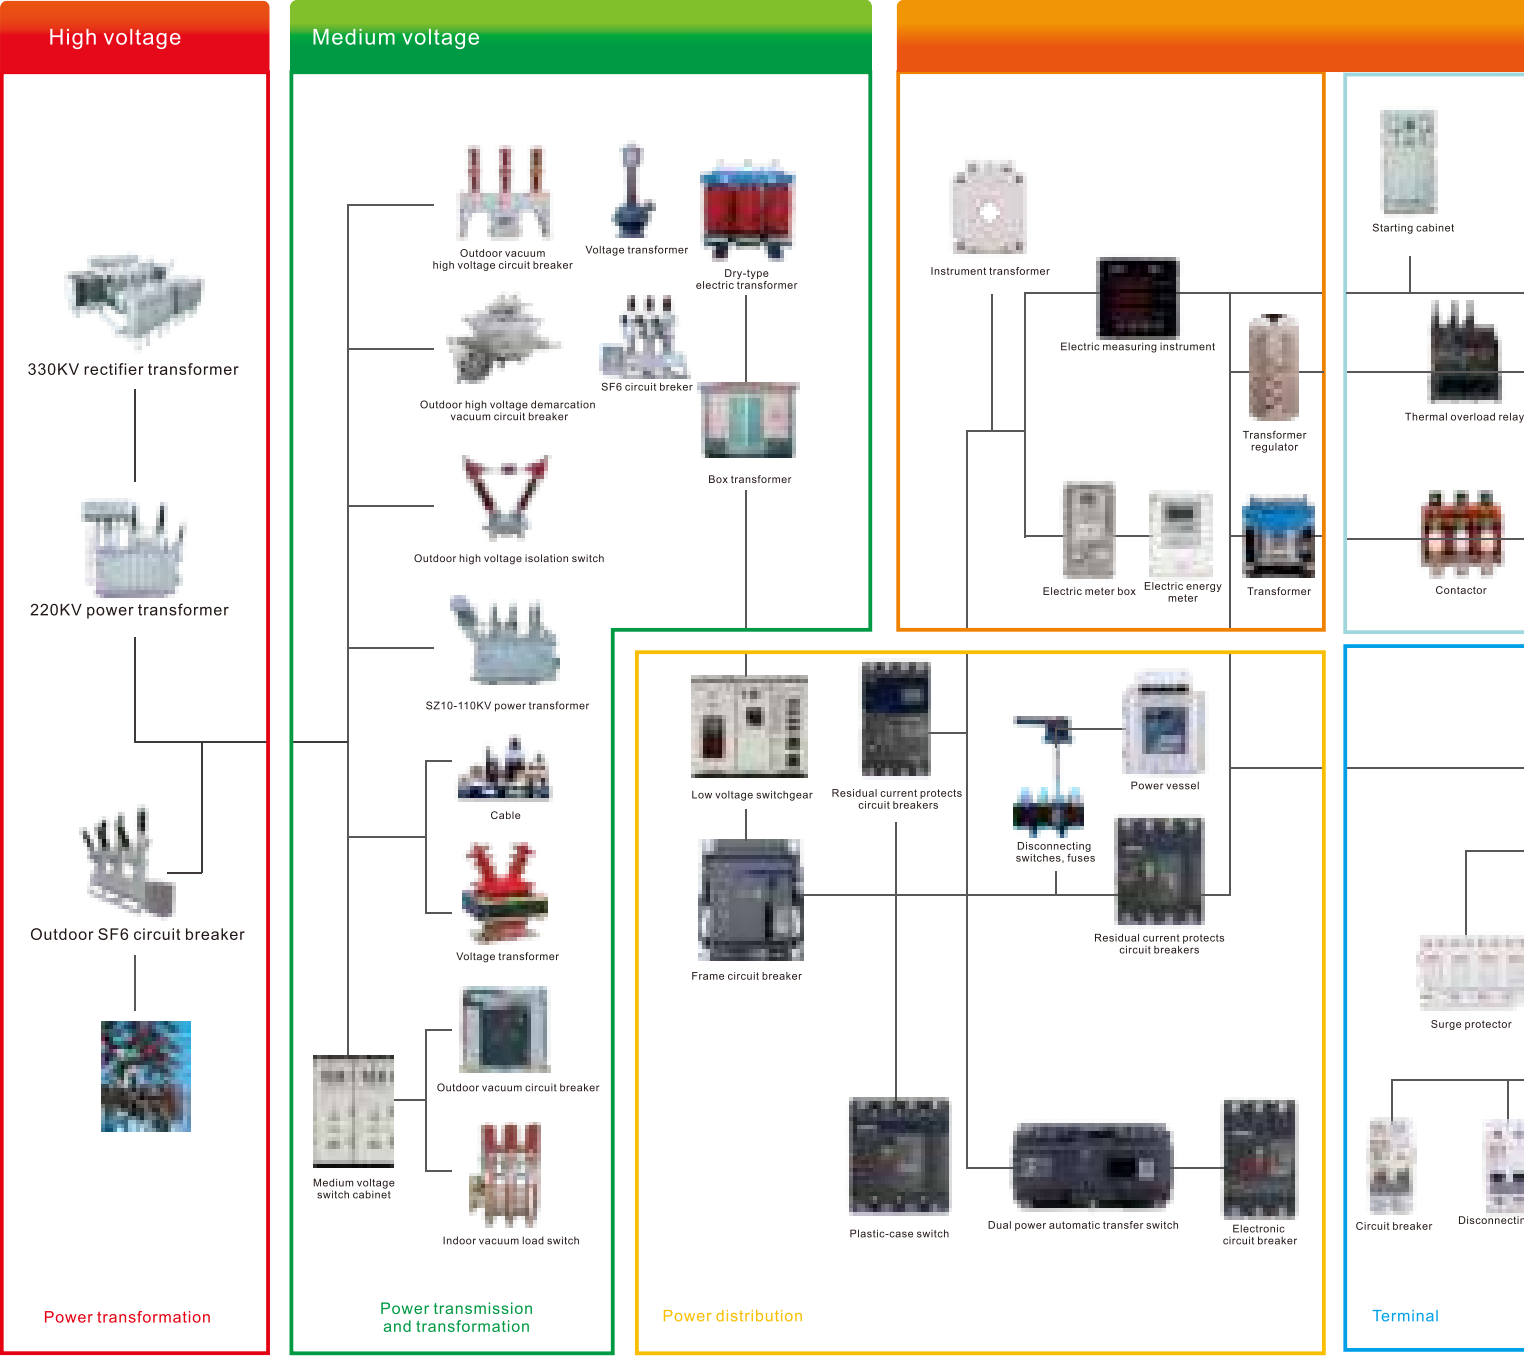 High voltage
330KV rectifier transformer
220KV power transformer
Outdoor SF6 circuit breaker
Power transformation
Medium voltage
Outdoor vacuum
high voltage circuit breaker
Voltage transformer
Dry-type
electric transformer
Outdoor high voltage demarcation
vacuum circuit breaker
SF6 circuit breker
Box transformer
Outdoor high voltage isolation switch
SZ10-110KV power transformer
Cable
Voltage transformer
Outdoor vacuum circuit breaker
Medium voltage
switch cabinet
Indoor vacuum load switch
Power transmission
and transformation
Instrument transformer
Electric measuring instrument
Transformer
regulator
Electric meter box
Electric energy
meter
Transformer
Starting cabinet
Thermal overload relay
Contactor
Low voltage switchgear
Residual current protects
circuit breakers
Power vessel
Disconnecting
switches, fuses
Residual current protects
circuit breakers
Frame circuit breaker
Plastic-case switch
Dual power automatic transfer switch
Electronic
circuit breaker
Power distribution
Surge protector
Circuit breaker
Disconnectin
Terminal